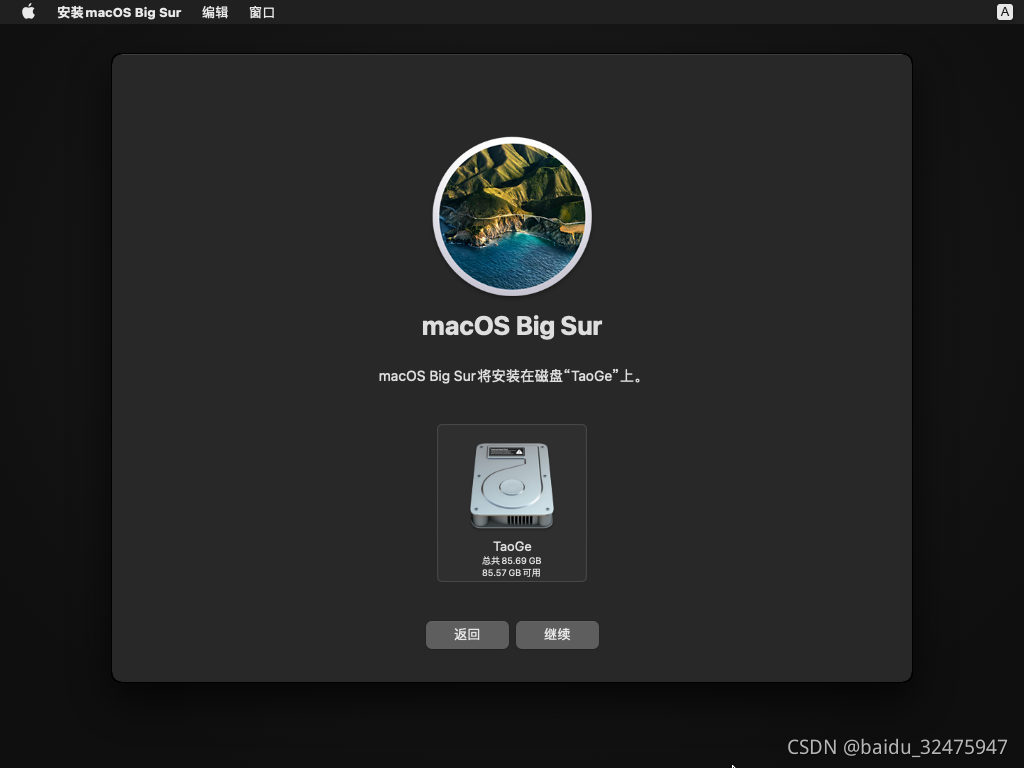 安装macOS Big Sur 编辑 窗口 A
macOS Big Sur
macOS Big Sur将安装在磁盘“TaoGe”上。
TaoGe
总共 85.69 GB
85.57 GB 可用
返回 继续
CSDN @baidu_32475947